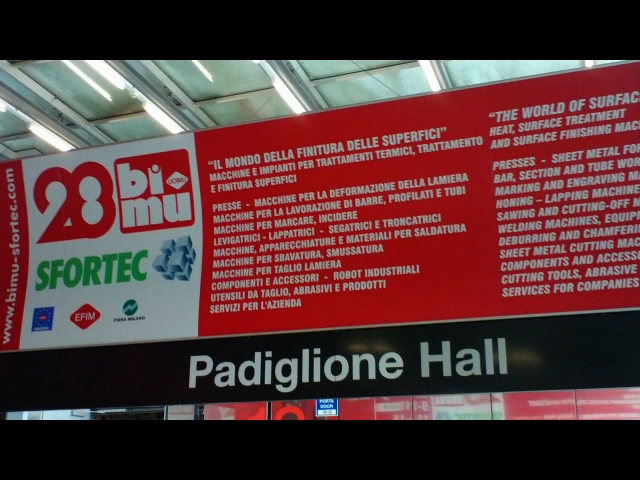 www.bimu-sfortec.com
28
bi
mu
SFORTEC
EFIM
FIERA MILANO
"IL MONDO DELLA FINITURA DELLE SUPERFICI"
MACCHINE E IMPIANTI PER TRATTAMENTI TERMICI, TRATTAMENTO
E FINITURA SUPERFICI
PRESSE - MACCHINE PER LA DEFORMAZIONE DELLA LAMIERA
MACCHINE PER LA LAVORAZIONE DI BARRE, PROFILATI E TUBI
MACCHINE PER MARCARE, INCIDERE
LEVIGATRICI - LAPPATRICI - SEGATRICI E TRONCATRICI
MACCHINE, APPARECCHIATURE E MATERIALI PER SALDATURA
MACCHINE PER SBAVATURA, SMUSSATURA
MACCHINE PER TAGLIO LAMIERA
COMPONENTI E ACCESSORI - ROBOT INDUSTRIALI
UTENSILI DA TAGLIO, ABRASIVI E PRODOTTI
SERVIZI PER L'AZIENDA
"THE WORLD OF SURFAC
HEAT, SURFACE TREATMENT
AND SURFACE FINISHING MAC
PRESSES - SHEET METAL FOR
BAR, SECTION AND TUBE WO
MARKING AND ENGRAVING MA
HONING - LAPPING MACHINE
SAWING AND CUTTING-OFF M
WELDING MACHINES, EQUIP
DEBURRING AND CHAMFERIN
SHEET METAL CUTTING MA
COMPONENTS AND ACCESSO
CUTTING TOOLS, ABRASIVE
SERVICES FOR COMPANIES
Padiglione Hall
PORTA
DOOR